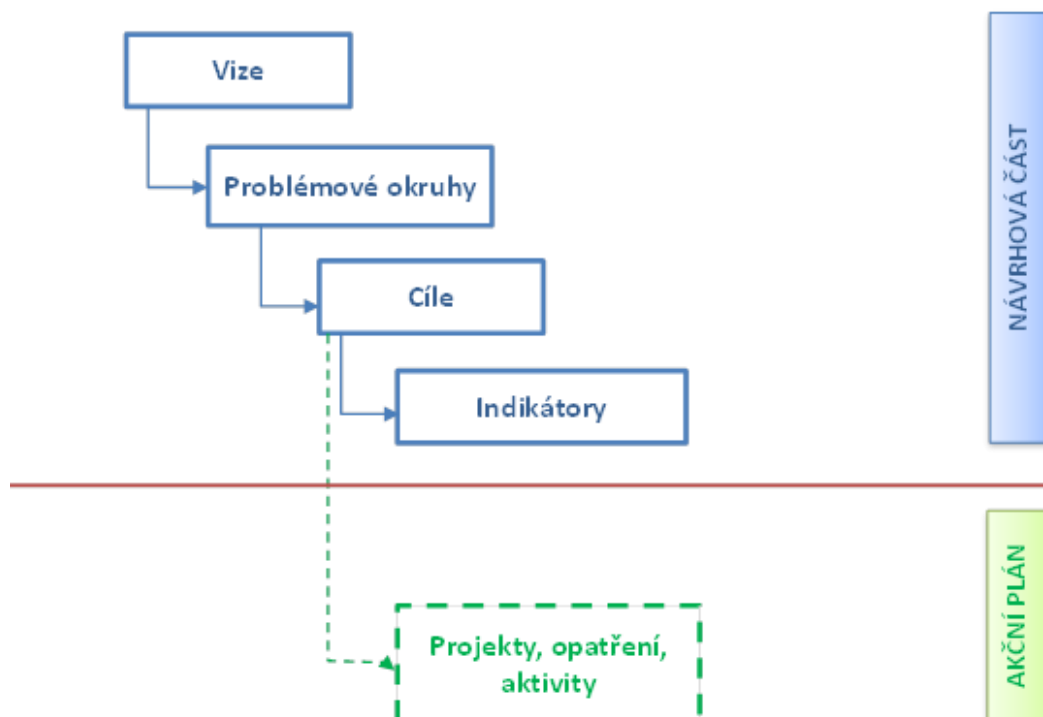 Vize
Problémové okruhy
Cíle
Indikátory
NÁVRHOVÁ ČÁST
Projekty, opatření,
aktivity
AKČNÍ PLÁN